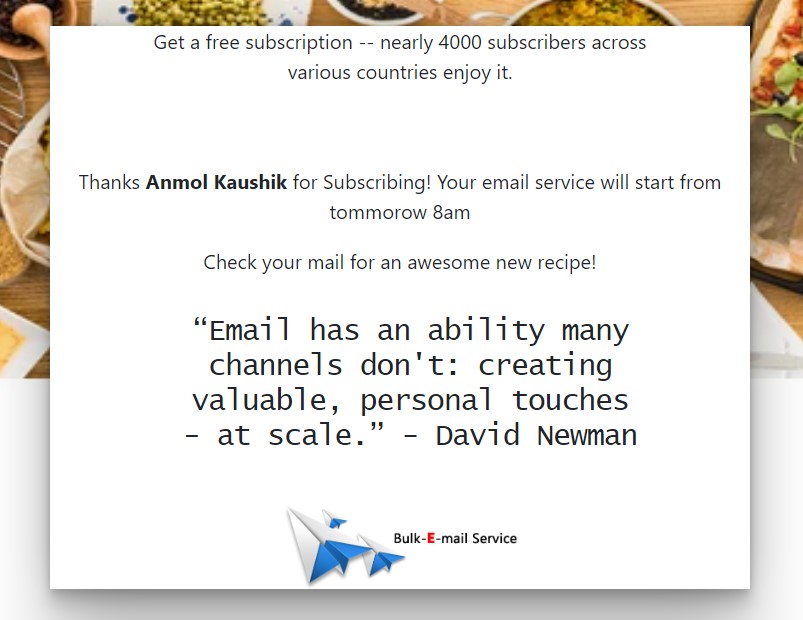 Get a free subscription -- nearly 4000 subscribers across
various countries enjoy it.
Thanks Anmol Kaushik for Subscribing! Your email service will start from
tommorow 8am
Check your mail for an awesome new recipe!
“Email has an ability many
channels don't: creating
valuable, personal touches
– at scale.” – David Newman
Bulk-E-mail Service